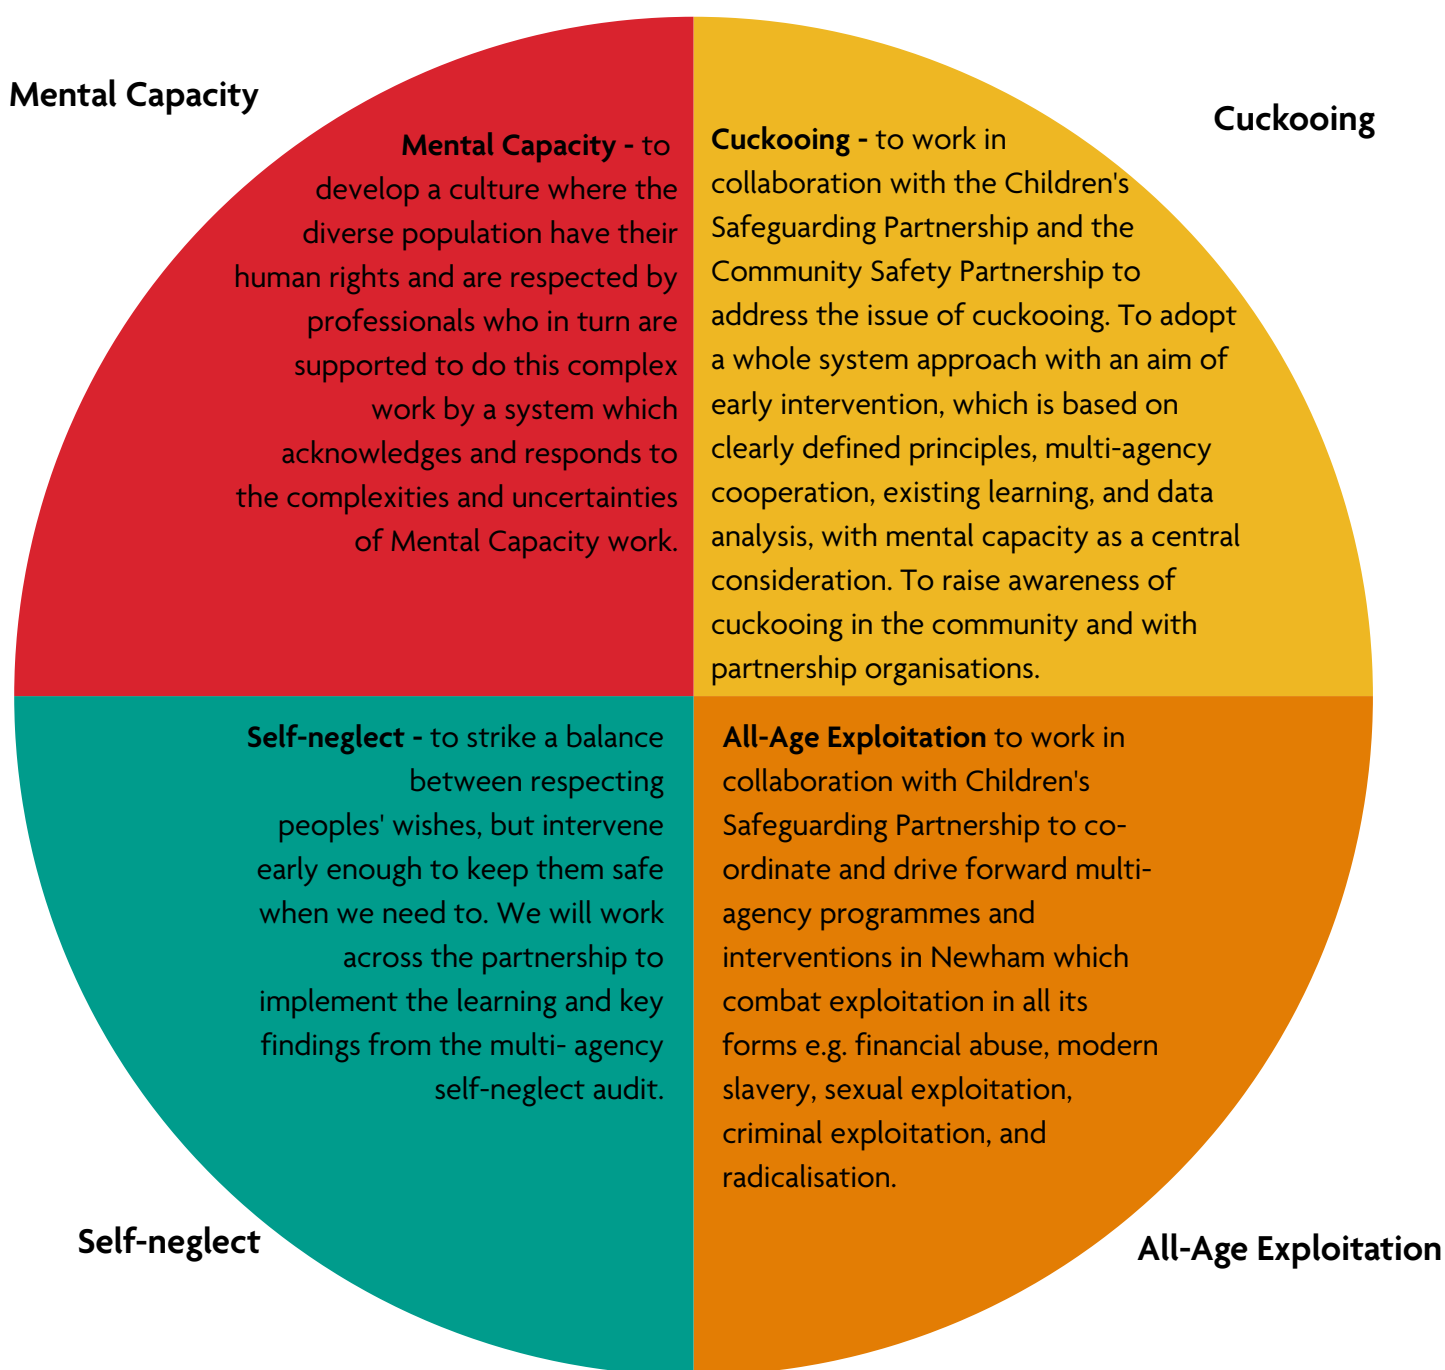 Mental Capacity
Mental Capacity - to
develop a culture where the
diverse population have their
human rights and are respected by
professionals who in turn are
supported to do this complex
work by a system which
acknowledges and responds to
the complexities and uncertainties
of Mental Capacity work.
Cuckooing
Cuckooing - to work in
collaboration with the Children's
Safeguarding Partnership and the
Community Safety Partnership to
address the issue of cuckooing. To adopt
a whole system approach with an aim of
early intervention, which is based on
clearly defined principles, multi-agency
cooperation, existing learning, and data
analysis, with mental capacity as a central
consideration. To raise awareness of
cuckooing in the community and with
partnership organisations.
Self-neglect - to strike a balance
between respecting
peoples' wishes, but intervene
early enough to keep them safe
when we need to. We will work
across the partnership to
implement the learning and key
findings from the multi- agency
self-neglect audit.
Self-neglect
All-Age Exploitation to work in
collaboration with Children's
Safeguarding Partnership to co-
ordinate and drive forward multi-
agency programmes and
interventions in Newham which
combat exploitation in all its
forms e.g. financial abuse, modern
slavery, sexual exploitation,
criminal exploitation, and
radicalisation.
All-Age Exploitation